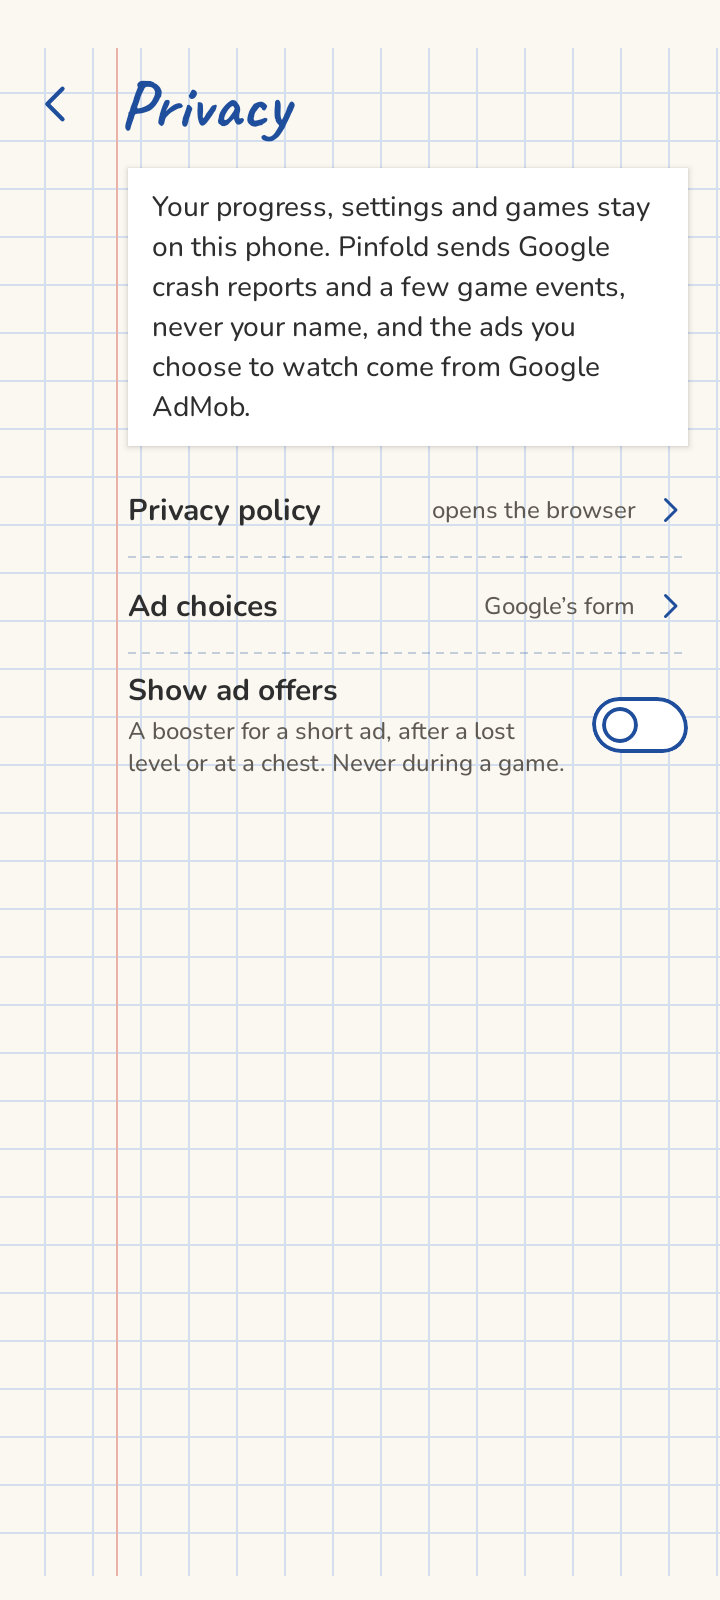 Privacy
Your progress, settings and games stay
on this phone. Pinfold sends Google
crash reports and a few game events,
never your name, and the ads you
choose to watch come from Google
AdMob.
Privacy policy opens the browser
Ad choices Google’s form
Show ad offers
A booster for a short ad, after a lost
level or at a chest. Never during a game.